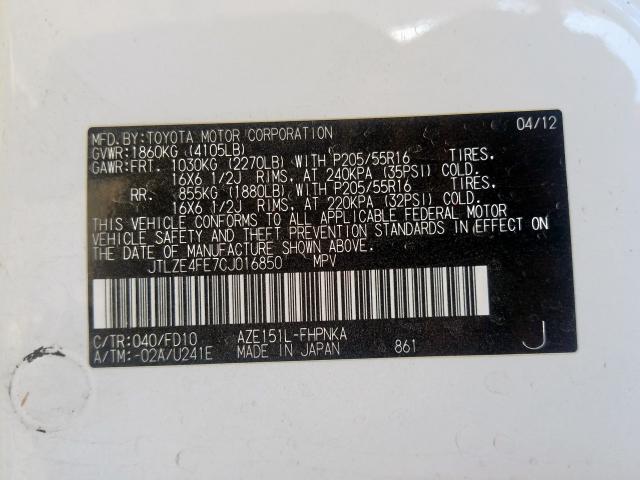 MFD.BY:TOYOTA MOTOR CORPORATION 04/12
GVWR:1860KG (4105LB)
GAWR:FRT. 1030KG (2270LB) WITH P205/55R16 TIRES.
16X6 1/2J RIMS. AT 240KPA (35PSI) COLD.
RR. 855KG (1880LB) WITH P205/55R16 TIRES.
16X6 1/2J RIMS. AT 220KPA (32PSI) COLD.
THIS VEHICLE CONFORMS TO ALL APPLICABLE FEDERAL MOTOR
VEHICLE SAFETY AND THEFT PREVENTION STANDARDS IN EFFECT ON
THE DATE OF MANUFACTURE SHOWN ABOVE.
JTLZE4FE7CJ016850 MPV
C/TR:040/FD10 AZE151L-FHPNKA
A/TM:-02A/U241E MADE IN JAPAN 861 J